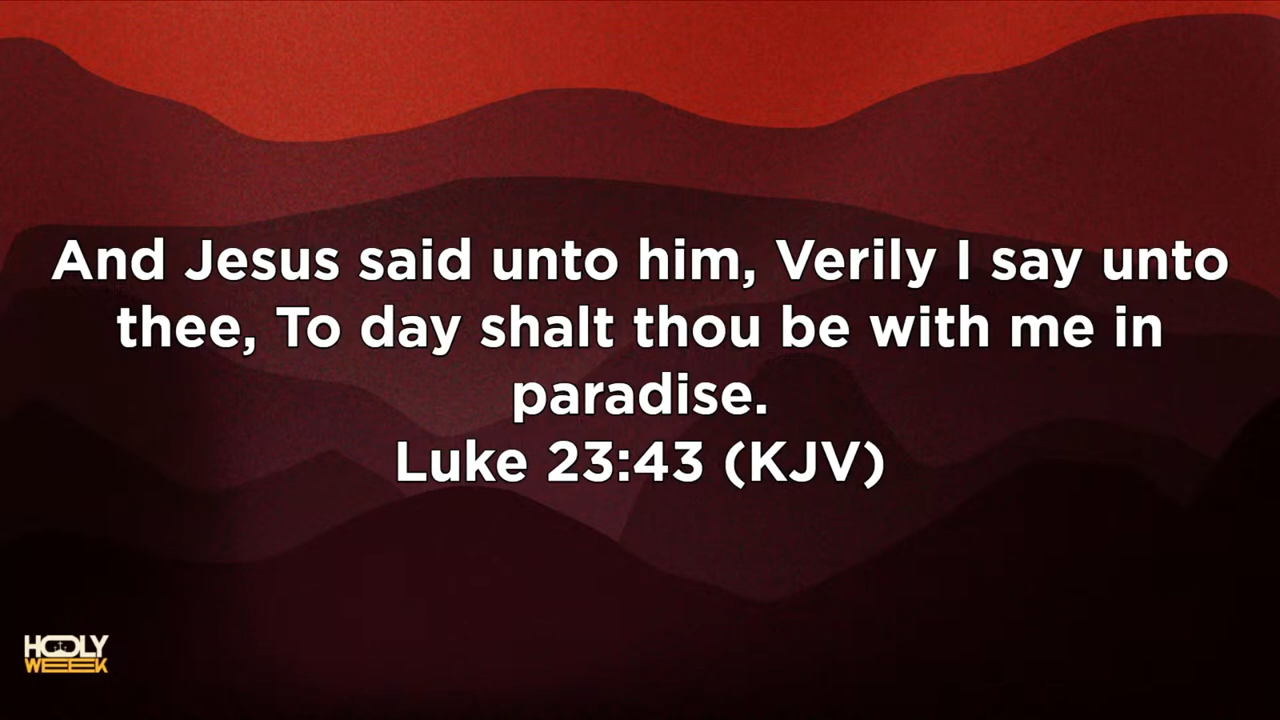 And Jesus said unto him, Verily I say unto
thee, To day shalt thou be with me in
paradise.
Luke 23:43 (KJV)
HOLY
WEEK